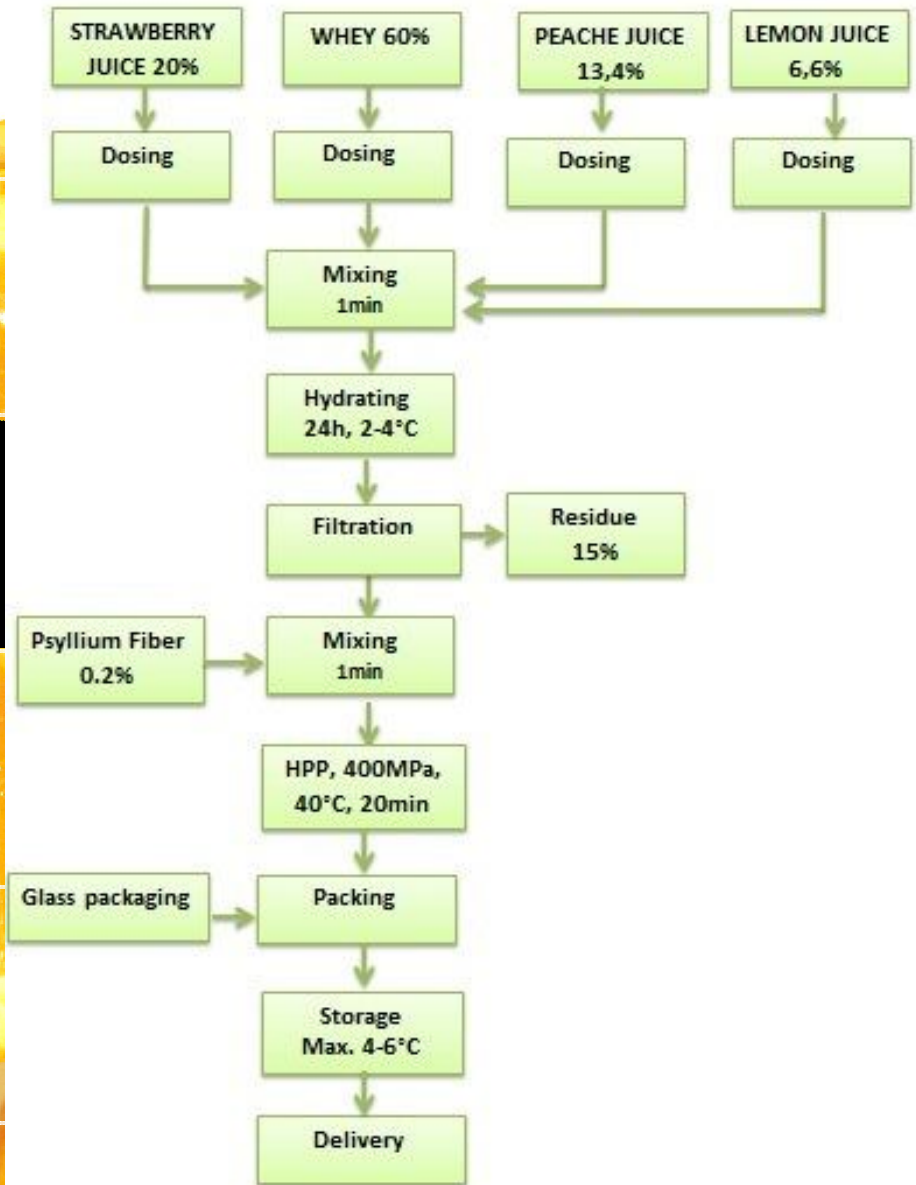 STRAWBERRY
JUICE 20%
WHEY 60%
PEACHE JUICE
13,4%
LEMON JUICE
6,6%
Dosing
Dosing
Dosing
Dosing
Mixing
1min
Hydrating
24h, 2-4°C
Filtration
Residue
15%
Psyllium Fiber
0.2%
Mixing
1min
HPP, 400MPa,
40°C, 20min
Glass packaging
Packing
Storage
Max. 4-6°C
Delivery